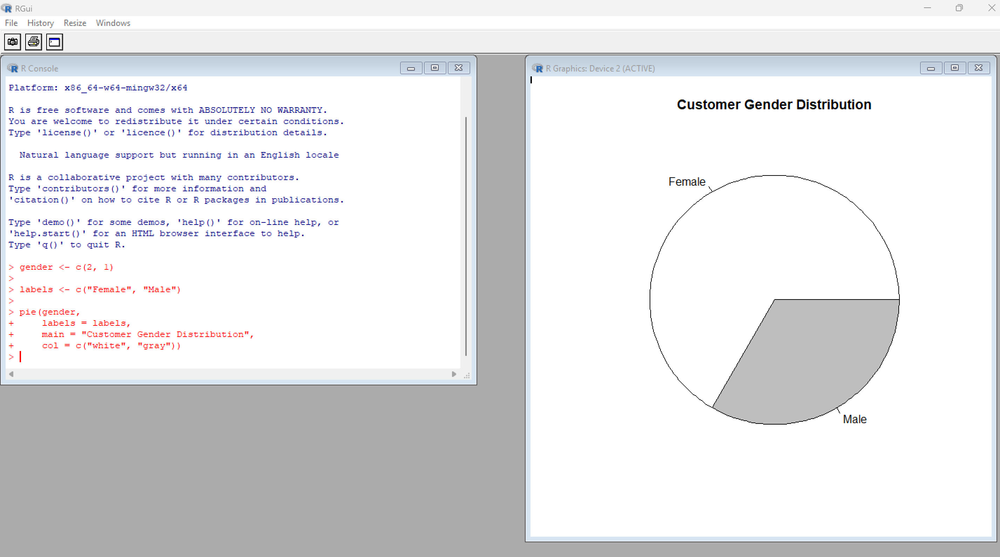 RGui
File History Resize Windows
R Console
Platform: x86_64-w64-mingw32/x64
R is free software and comes with ABSOLUTELY NO WARRANTY.
You are welcome to redistribute it under certain conditions.
Type 'license()' or 'licence()' for distribution details.
Natural language support but running in an English locale
R is a collaborative project with many contributors.
Type 'contributors()' for more information and
'citation()' on how to cite R or R packages in publications.
Type 'demo()' for some demos, 'help()' for on-line help, or
'help.start()' for an HTML browser interface to help.
Type 'q()' to quit R.
> gender <- c(2, 1)
>
> labels <- c("Female", "Male")
>
> pie(gender,
+     labels = labels,
+     main = "Customer Gender Distribution",
+     col = c("white", "gray"))
>
R Graphics: Device 2 (ACTIVE)
Customer Gender Distribution
Female
Male